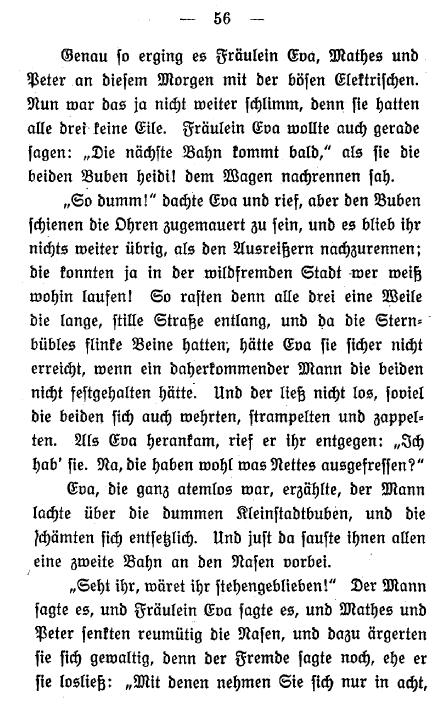 — 56 —
Genau so erging es Fräulein Eva, Mathes und
Peter an diesem Morgen mit der bösen Elektrischen.
Nun war das ja nicht weiter schlimm, denn sie hatten
alle drei keine Eile. Fräulein Eva wollte auch gerade
sagen: „Die nächste Bahn kommt bald,“ als sie die
beiden Buben heidi! dem Wagen nachrennen sah.
„So dumm!“ dachte Eva und rief, aber den Buben
schienen die Ohren zugemauert zu sein, und es blieb ihr
nichts weiter übrig, als den Ausreißern nachzurennen;
die konnten ja in der wildfremden Stadt wer weiß
wohin laufen! So rasten denn alle drei eine Weile
die lange, stille Straße entlang, und da die Stern-
bübles flinke Beine hatten, hätte Eva sie sicher nicht
erreicht, wenn ein daherkommender Mann die beiden
nicht festgehalten hätte. Und der ließ nicht los, soviel
die beiden sich auch wehrten, strampelten und zappel-
ten. Als Eva herankam, rief er ihr entgegen: „Ich
hab' sie. Na, die haben wohl was Nettes ausgefressen?“
Eva, die ganz atemlos war, erzählte, der Mann
lachte über die dummen Kleinstadtbuben, und die
schämten sich entsetzlich. Und just da sauste ihnen allen
eine zweite Bahn an den Nasen vorbei.
„Seht ihr, wäret ihr stehengeblieben!“ Der Mann
sagte es, und Fräulein Eva sagte es, und Mathes und
Peter senkten reumütig die Nasen, und dazu ärgerten
sie sich gewaltig, denn der Fremde sagte noch, ehe er
sie losließ: „Mit denen nehmen Sie sich nur in acht,